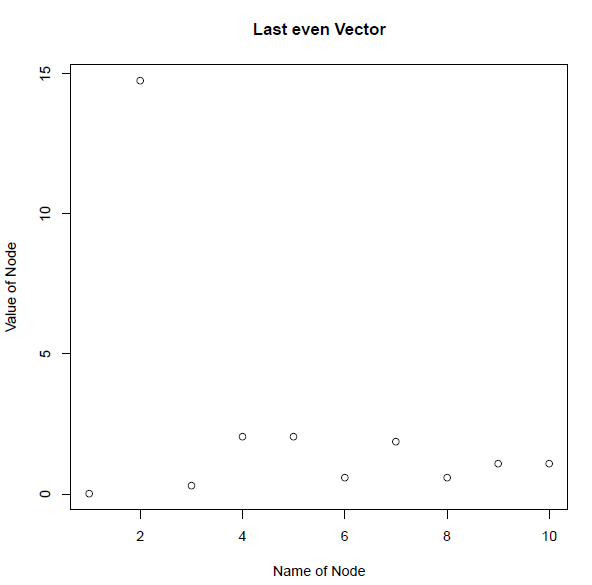 Last even Vector
15
10
5
0
Value of Node
2 4 6 8 10
Name of Node